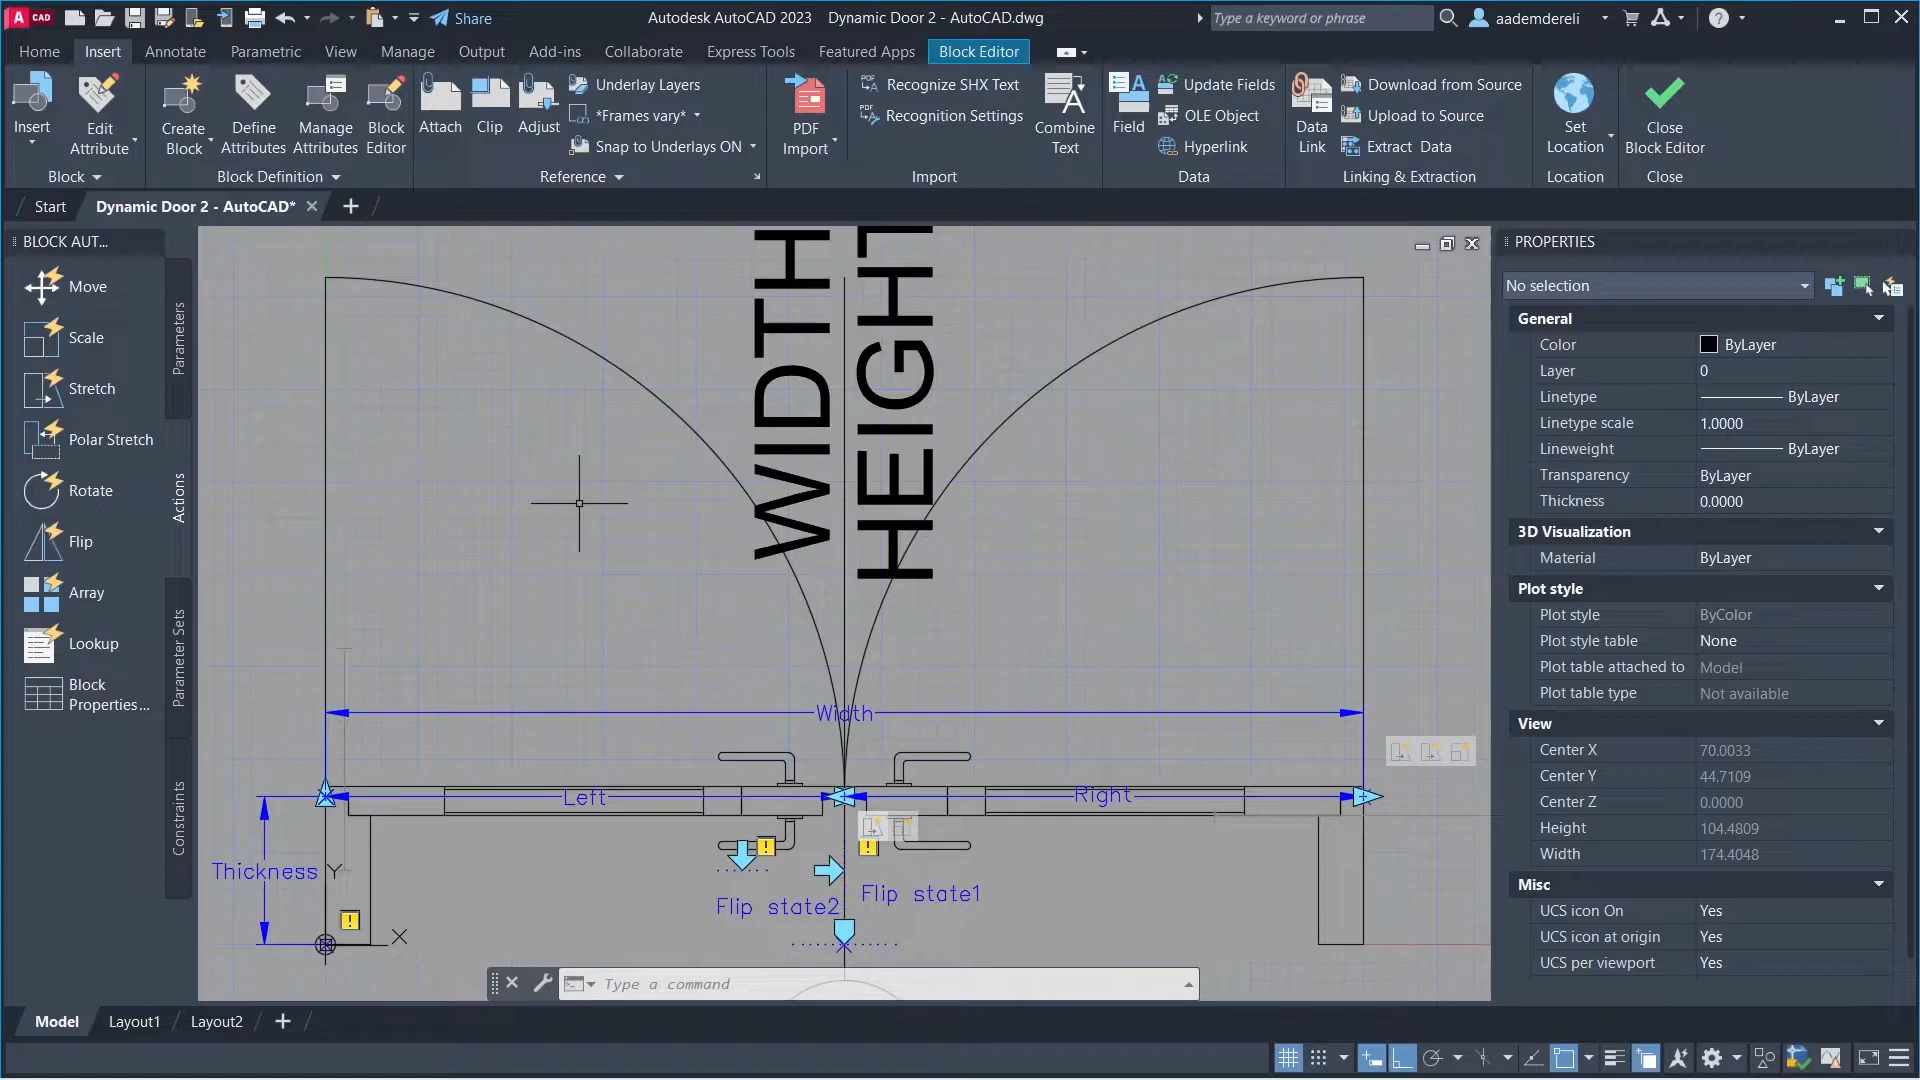 A CAD
Share
Autodesk AutoCAD 2023 Dynamic Door 2 - AutoCAD.dwg
Type a keyword or phrase
aademdereli
?
Home Insert Annotate Parametric View Manage Output Add-ins Collaborate Express Tools Featured Apps Block Editor
Insert
Edit Attribute
Create Block
Define Attributes
Manage Attributes
Block Editor
Attach
Clip
Adjust
Underlay Layers
*Frames vary*
Snap to Underlays ON
PDF Import
Recognize SHX Text
Recognition Settings
Combine Text
Field
Update Fields
OLE Object
Hyperlink
Data Link
Download from Source
Upload to Source
Extract Data
Set Location
Close Block Editor
Block Block Definition Reference Import Data Linking & Extraction Location Close
Start
Dynamic Door 2 - AutoCAD*
BLOCK AUT...
Move
Scale
Stretch
Polar Stretch
Rotate
Flip
Array
Lookup
Block Properties...
Parameters
Actions
Parameter Sets
Constraints
WIDTH
HEIGHT
Width
Left
Right
Thickness
Y
X
Flip state2
Flip state1
Type a command
PROPERTIES
No selection
General
Color ByLayer
Layer 0
Linetype ByLayer
Linetype scale 1.0000
Lineweight ByLayer
Transparency ByLayer
Thickness 0.0000
3D Visualization
Material ByLayer
Plot style
Plot style ByColor
Plot style table None
Plot table attached to Model
Plot table type Not available
View
Center X 70.0033
Center Y 44.7109
Center Z 0.0000
Height 104.4809
Width 174.4048
Misc
UCS icon On Yes
UCS icon at origin Yes
UCS per viewport Yes
Model Layout1 Layout2